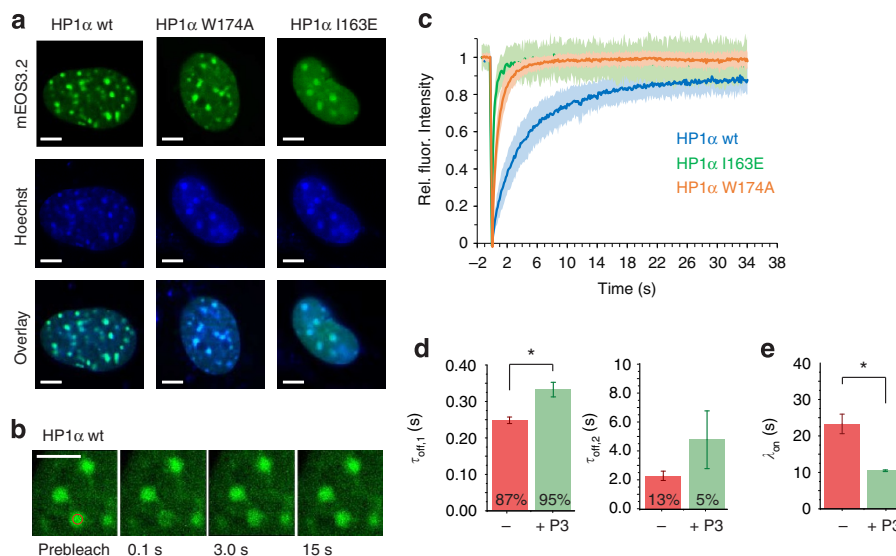 a
HP1α wt
HP1α W174A
HP1α I163E
mEOS3.2
Hoechst
Overlay
b
HP1α wt
Prebleach
0.1 s
3.0 s
15 s
c
Rel. fluor. Intensity
1
0.8
0.6
0.4
0.2
0
−2 2 6 10 14 18 22 26 30 34 38
Time (s)
HP1α wt
HP1α I163E
HP1α W174A
d
τoff,1 (s)
0.40
0.30
0.20
0.10
0.00
*
87% 95%
− + P3
τoff,2 (s)
10
8.0
6.0
4.0
2.0
0.0
13% 5%
− + P3
e
λon (s)
40
30
20
10
0
*
− + P3